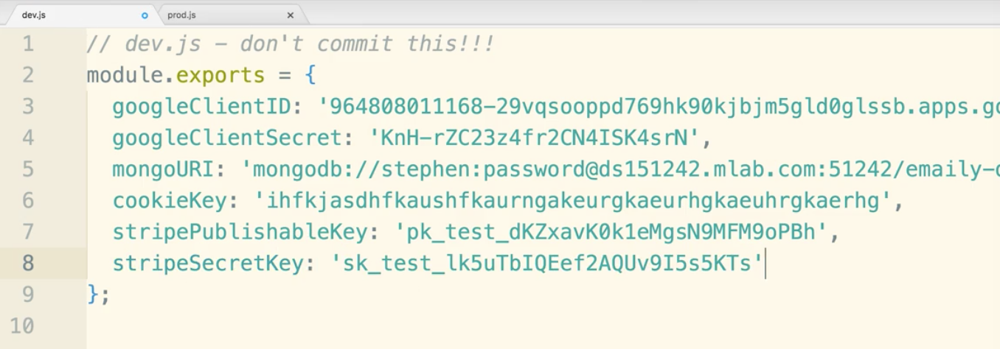 dev.js prod.js
1 // dev.js - don't commit this!!!
2 module.exports = {
3 googleClientID: '964808011168-29vqsooppd769hk90kjbjm5gld0glssb.apps.go
4 googleClientSecret: 'KnH-rZC23z4fr2CN4ISK4srN',
5 mongoURI: 'mongodb://stephen:password@ds151242.mlab.com:51242/emaily-d
6 cookieKey: 'ihfkjasdhfkaushfkaurngakeurgkaeurhgkaeuhrgkaerhg',
7 stripePublishableKey: 'pk_test_dKZxavK0k1eMgsN9MFM9oPBh',
8 stripeSecretKey: 'sk_test_lk5uTbIQEef2AQUv9I5s5KTs'
9 };
10